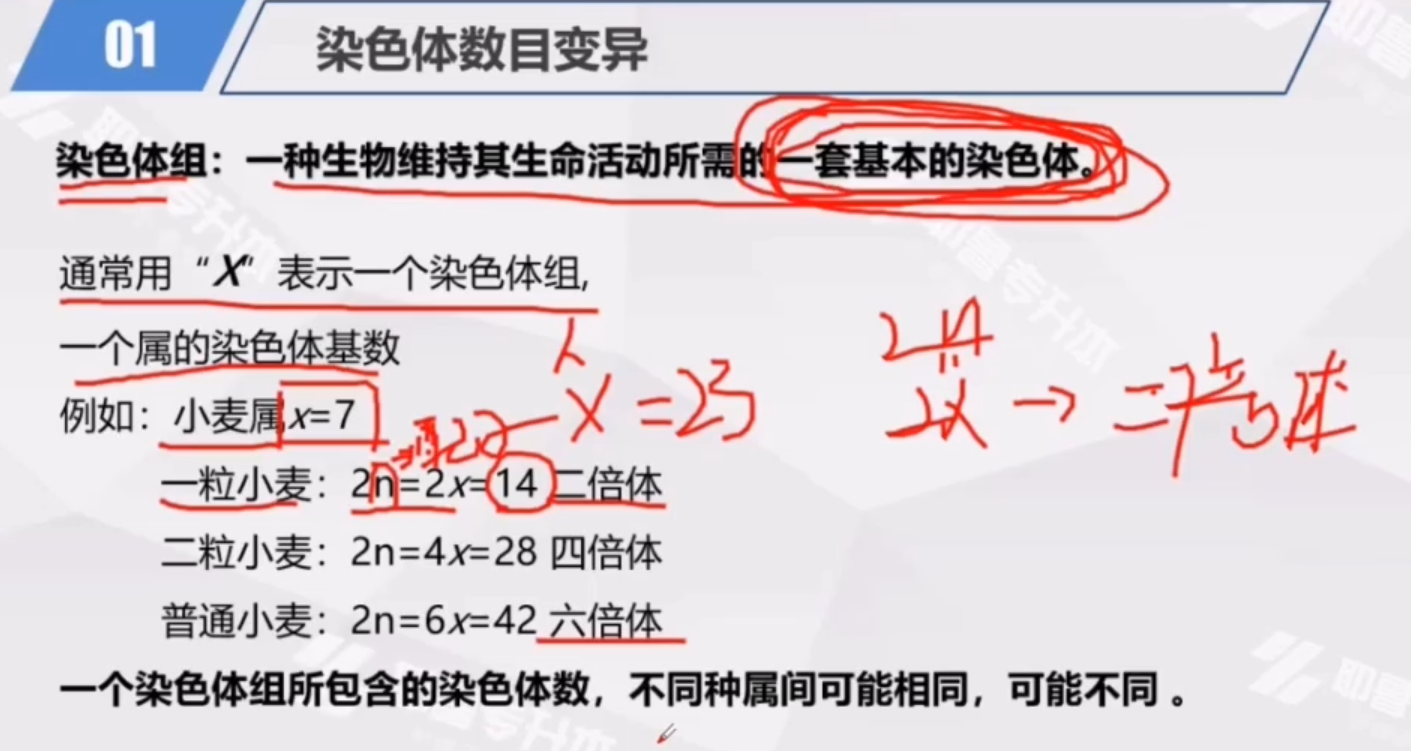 01 染色体数目变异
染色体组：一种生物维持其生命活动所需的一套基本的染色体。
通常用“X”表示一个染色体组,
一个属的染色体基数
人
x=23
2n
2x→二倍体
例如：小麦属x=7
一粒小麦：2n=2x=14 二倍体
二粒小麦：2n=4x=28 四倍体
普通小麦：2n=6x=42 六倍体
一个染色体组所包含的染色体数，不同种属间可能相同，可能不同 。